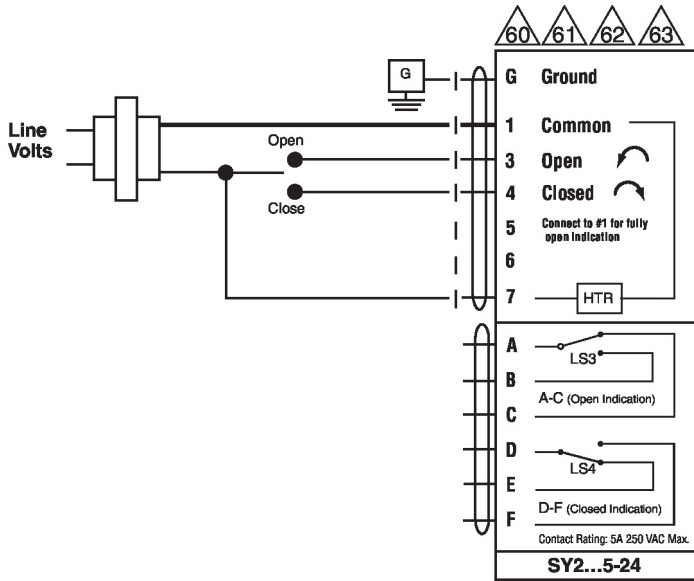 60 61 62 63
G G Ground
Line
Volts
1 Common
Open
3 Open
Close
4 Closed
5 Connect to #1 for fully
open indication
6
7 HTR
A
LS3
B
A-C (Open Indication)
C
D
LS4
E
D-F (Closed Indication)
F
Contact Rating: 5A 250 VAC Max.
SY2...5-24